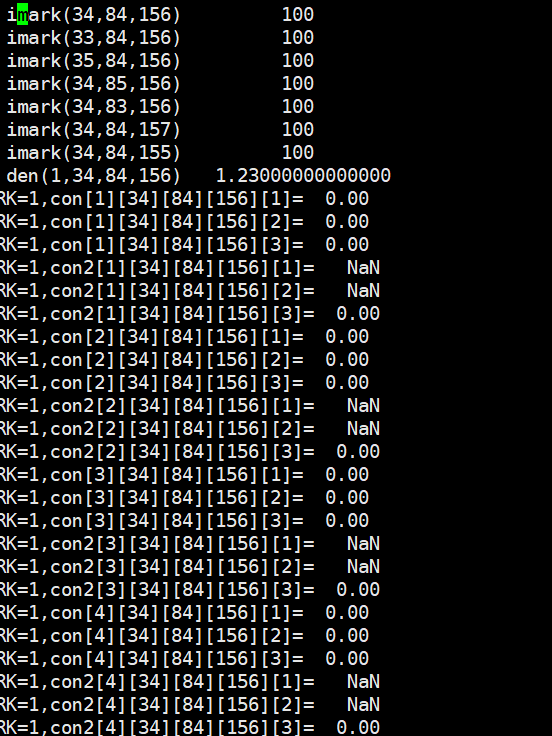 imark(34,84,156) 100
imark(33,84,156) 100
imark(35,84,156) 100
imark(34,85,156) 100
imark(34,83,156) 100
imark(34,84,157) 100
imark(34,84,155) 100
den(1,34,84,156) 1.23000000000000
RK=1,con[1][34][84][156][1]= 0.00
RK=1,con[1][34][84][156][2]= 0.00
RK=1,con[1][34][84][156][3]= 0.00
RK=1,con2[1][34][84][156][1]= NaN
RK=1,con2[1][34][84][156][2]= NaN
RK=1,con2[1][34][84][156][3]= 0.00
RK=1,con[2][34][84][156][1]= 0.00
RK=1,con[2][34][84][156][2]= 0.00
RK=1,con[2][34][84][156][3]= 0.00
RK=1,con2[2][34][84][156][1]= NaN
RK=1,con2[2][34][84][156][2]= NaN
RK=1,con2[2][34][84][156][3]= 0.00
RK=1,con[3][34][84][156][1]= 0.00
RK=1,con[3][34][84][156][2]= 0.00
RK=1,con[3][34][84][156][3]= 0.00
RK=1,con2[3][34][84][156][1]= NaN
RK=1,con2[3][34][84][156][2]= NaN
RK=1,con2[3][34][84][156][3]= 0.00
RK=1,con[4][34][84][156][1]= 0.00
RK=1,con[4][34][84][156][2]= 0.00
RK=1,con[4][34][84][156][3]= 0.00
RK=1,con2[4][34][84][156][1]= NaN
RK=1,con2[4][34][84][156][2]= NaN
RK=1,con2[4][34][84][156][3]= 0.00